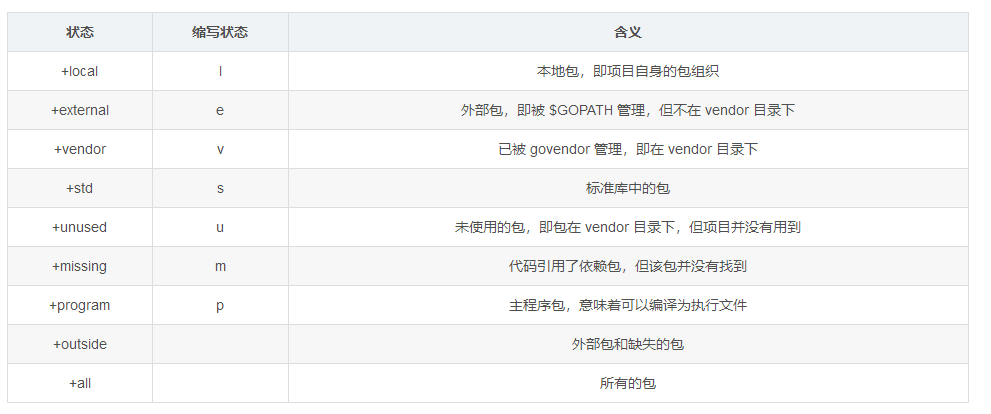 状态 缩写状态 含义
+local l 本地包，即项目自身的包组织
+external e 外部包，即被 $GOPATH 管理，但不在 vendor 目录下
+vendor v 已被 govendor 管理，即在 vendor 目录下
+std s 标准库中的包
+unused u 未使用的包，即包在 vendor 目录下，但项目并没有用到
+missing m 代码引用了依赖包，但该包并没有找到
+program p 主程序包，意味着可以编译为执行文件
+outside 外部包和缺失的包
+all 所有的包